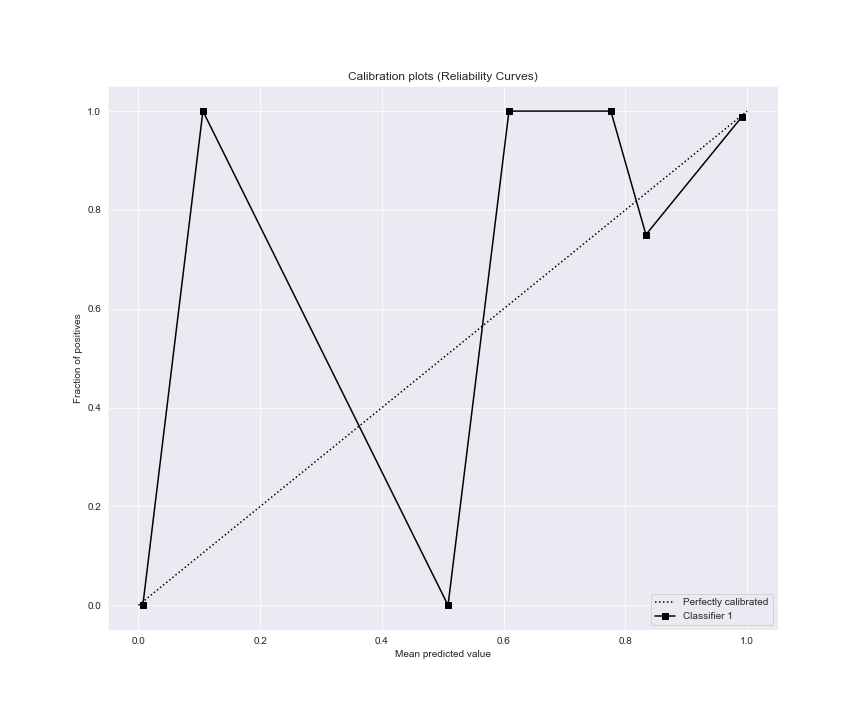 Calibration plots (Reliability Curves)
1.0
0.8
0.6
0.4
0.2
0.0
Fraction of positives
0.0 0.2 0.4 0.6 0.8 1.0
Mean predicted value
Perfectly calibrated
Classifier 1